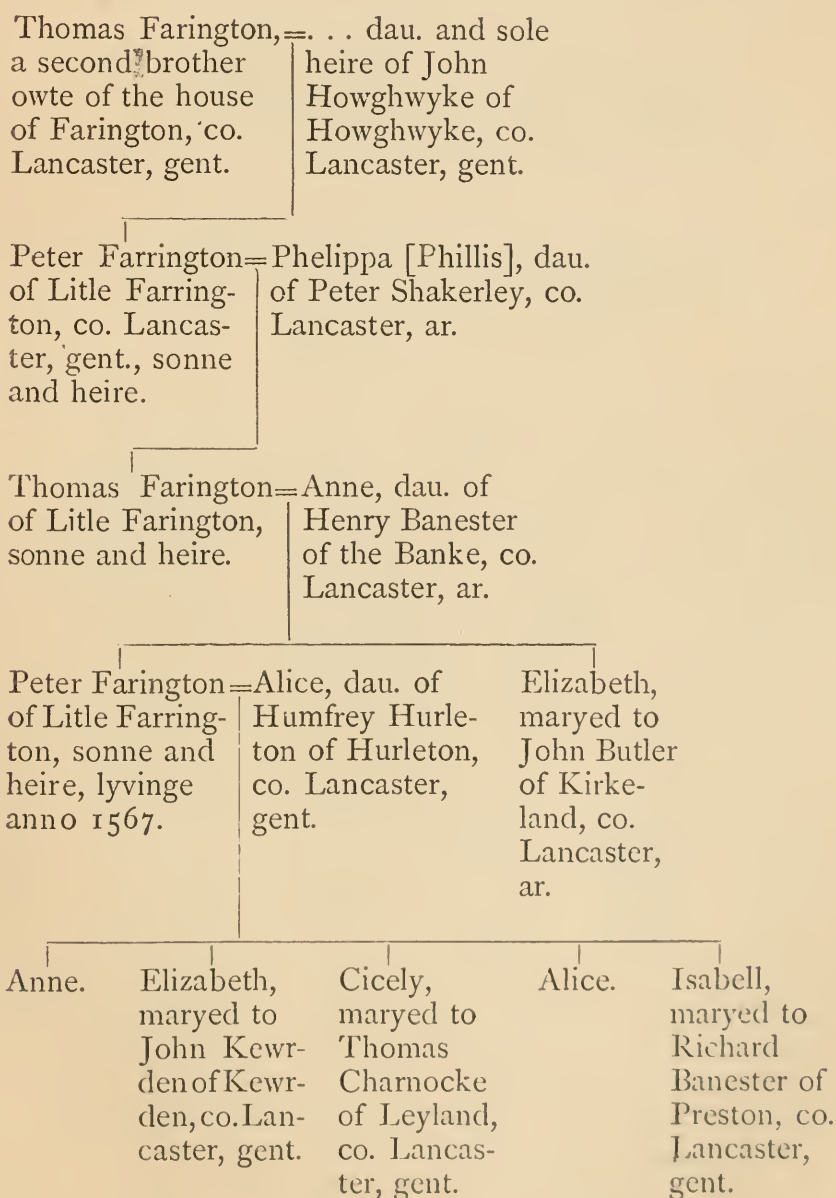 Thomas Farington,=. . . dau. and sole
a second brother heire of John
owte of the house Howghwyke of
of Farington, co. Howghwyke, co.
Lancaster, gent. Lancaster, gent.
Peter Farrington=Phelippa [Phillis], dau.
of Litle Farring- of Peter Shakerley, co.
ton, co. Lancas- Lancaster, ar.
ter, gent., sonne
and heire.
Thomas Farington=Anne, dau. of
of Litle Farington, Henry Banester
sonne and heire. of the Banke, co.
Lancaster, ar.
Peter Farington=Alice, dau. of Elizabeth,
of Litle Farring- Humfrey Hurle- maryed to
ton, sonne and ton of Hurleton, John Butler
heire, lyvinge co. Lancaster, of Kirke-
anno 1567. gent. land, co.
Lancaster,
ar.
Anne. Elizabeth, Cicely, Alice. Isabell,
maryed to maryed to maryed to
John Kewr- Thomas Richard
den of Kewr- Charnocke Banester of
den, co. Lan- of Leyland, Preston, co.
caster, gent. co. Lancas- Lancaster,
ter, gent. gent.